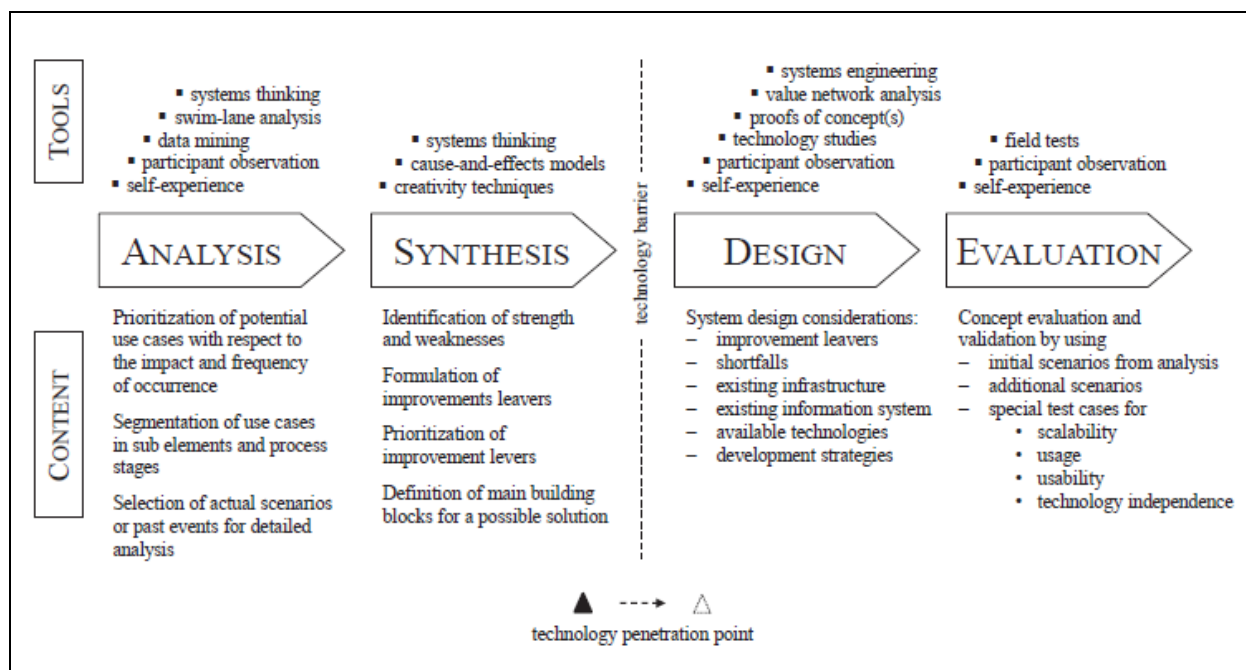 TOOLS
▪ systems thinking
▪ swim-lane analysis
▪ data mining
▪ participant observation
▪ self-experience
▪ systems thinking
▪ cause-and-effects models
▪ creativity techniques
▪ systems engineering
▪ value network analysis
▪ proofs of concept(s)
▪ technology studies
▪ participant observation
▪ self-experience
▪ field tests
▪ participant observation
▪ self-experience
ANALYSIS
SYNTHESIS
technology barrier
DESIGN
EVALUATION
CONTENT
Prioritization of potential
use cases with respect to
the impact and frequency
of occurrence
Segmentation of use cases
in sub elements and process
stages
Selection of actual scenarios
or past events for detailed
analysis
Identification of strength
and weaknesses
Formulation of
improvements leavers
Prioritization of
improvement levers
Definition of main building
blocks for a possible solution
System design considerations:
– improvement leavers
– shortfalls
– existing infrastructure
– existing information system
– available technologies
– development strategies
Concept evaluation and
validation by using
– initial scenarios from analysis
– additional scenarios
– special test cases for
• scalability
• usage
• usability
• technology independence
technology penetration point